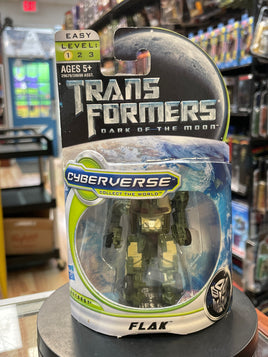 EASY
LEVEL:
1 2 3
AGES 5+
TRANS
FORMERS
DARK OF THE MOON
CYBERVERSE
COLLECT THE WORLD
FLAK